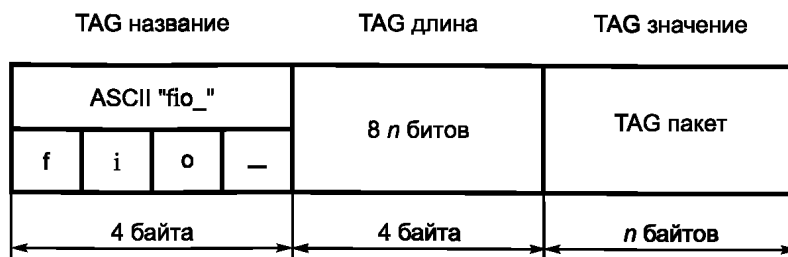 TAG название TAG длина TAG значение
ASCII "fio_" 8 n битов TAG пакет
f i o _
4 байта 4 байта n байтов